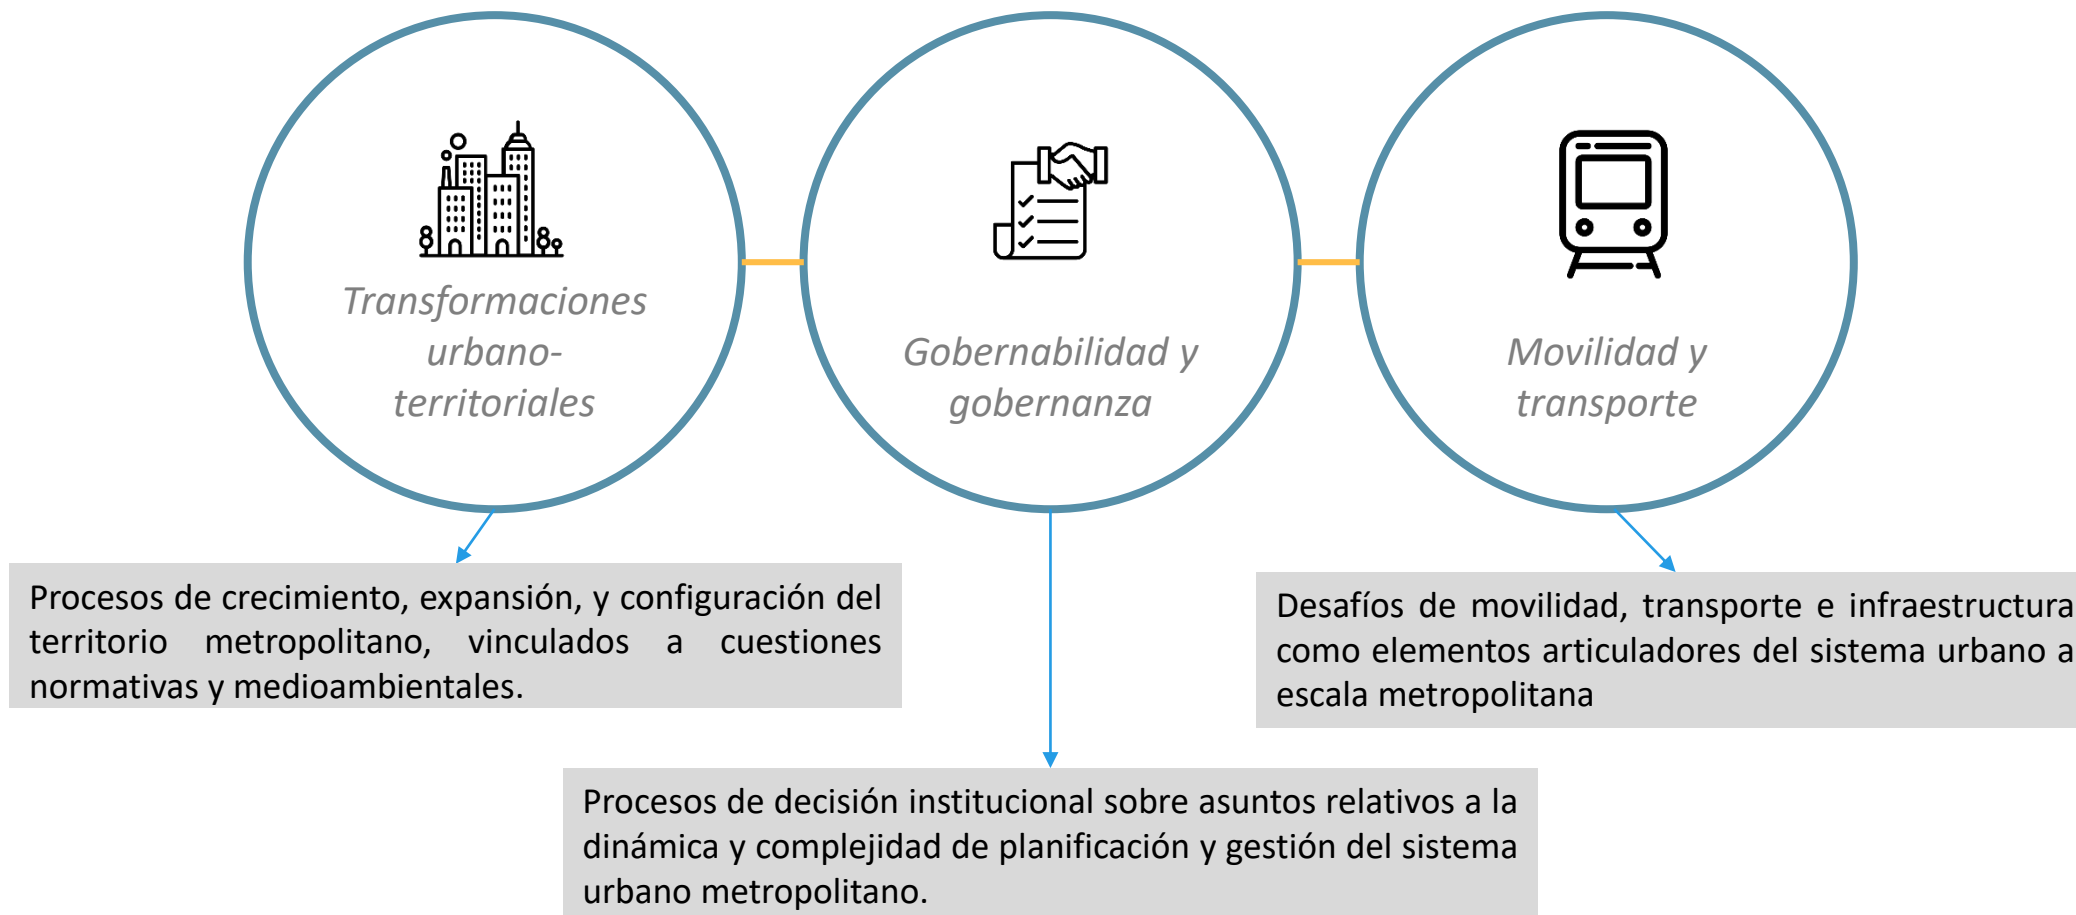 Transformaciones
urbano-
territoriales
Gobernabilidad y
gobernanza
Movilidad y
transporte
Procesos de crecimiento, expansión, y configuración del
territorio metropolitano, vinculados a cuestiones
normativas y medioambientales.
Desafíos de movilidad, transporte e infraestructura
como elementos articuladores del sistema urbano a
escala metropolitana
Procesos de decisión institucional sobre asuntos relativos a la
dinámica y complejidad de planificación y gestión del sistema
urbano metropolitano.